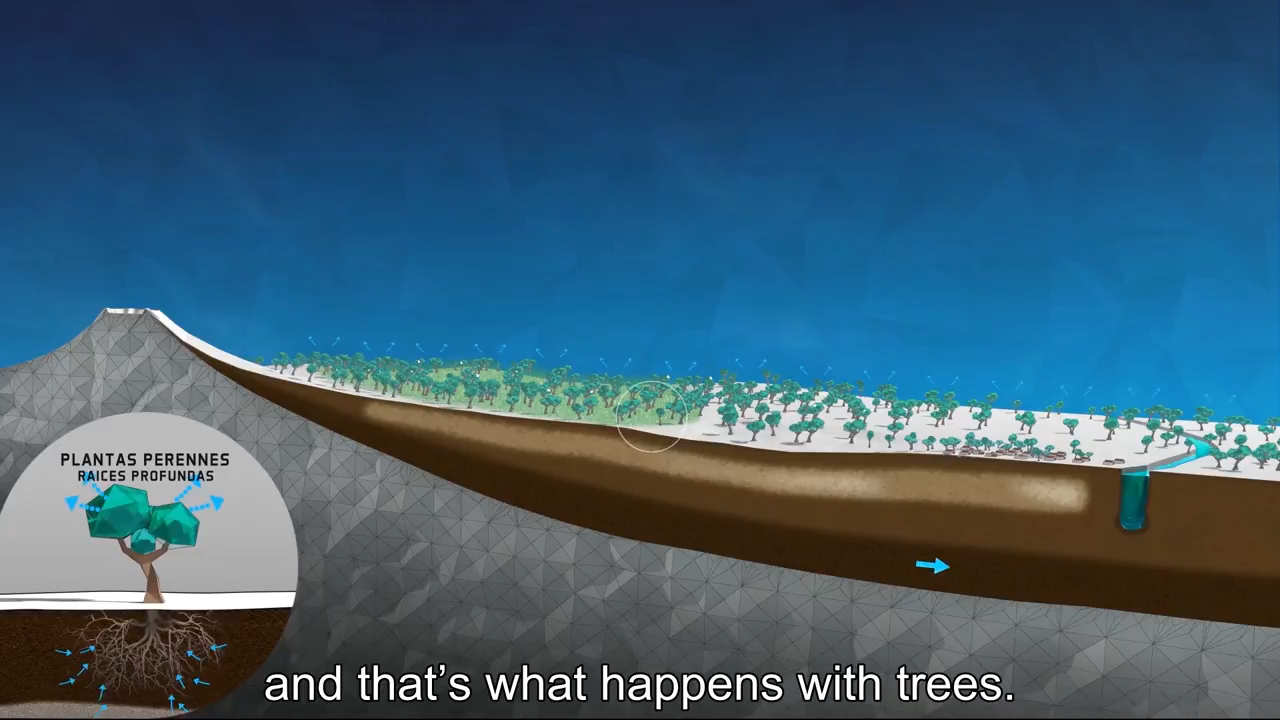 PLANTAS PERENNES
RAICES PROFUNDAS
and that’s what happens with trees.